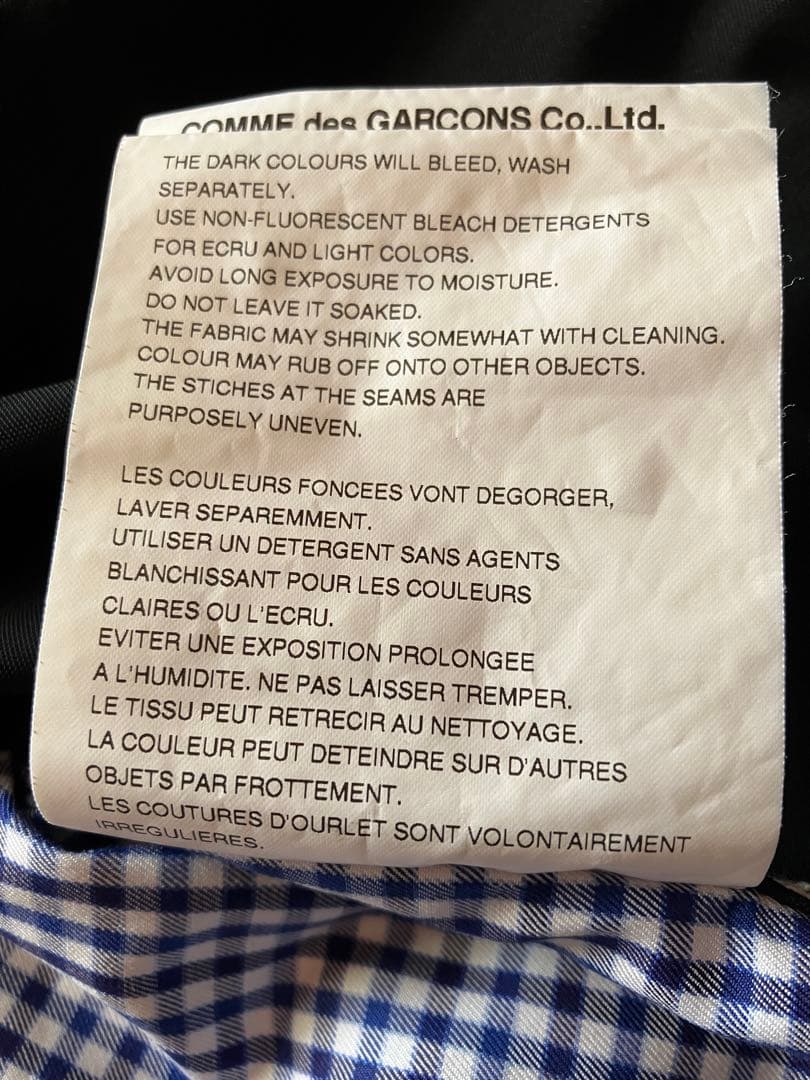 COMME des GARCONS Co.,Ltd.
THE DARK COLOURS WILL BLEED, WASH
SEPARATELY.
USE NON-FLUORESCENT BLEACH DETERGENTS
FOR ECRU AND LIGHT COLORS.
AVOID LONG EXPOSURE TO MOISTURE.
DO NOT LEAVE IT SOAKED.
THE FABRIC MAY SHRINK SOMEWHAT WITH CLEANING.
COLOUR MAY RUB OFF ONTO OTHER OBJECTS.
THE STICHES AT THE SEAMS ARE
PURPOSELY UNEVEN.
LES COULEURS FONCEES VONT DEGORGER,
LAVER SEPAREMMENT.
UTILISER UN DETERGENT SANS AGENTS
BLANCHISSANT POUR LES COULEURS
CLAIRES OU L'ECRU.
EVITER UNE EXPOSITION PROLONGEE
A L'HUMIDITE. NE PAS LAISSER TREMPER.
LE TISSU PEUT RETRECIR AU NETTOYAGE.
LA COULEUR PEUT DETEINDRE SUR D'AUTRES
OBJETS PAR FROTTEMENT.
LES COUTURES D'OURLET SONT VOLONTAIREMENT
IRREGULIERES.